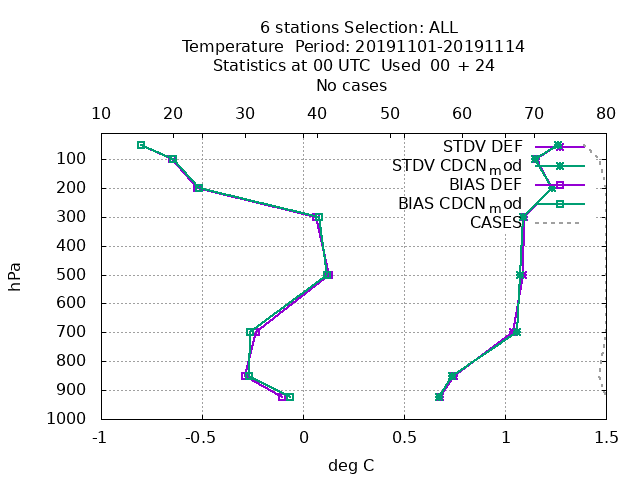 6 stations Selection: ALL
Temperature  Period: 20191101-20191114
Statistics at 00 UTC  Used  00 + 24
No cases
10 20 30 40 50 60 70 80
STDV DEF
STDV CDCNmod
BIAS DEF
BIAS CDCNmod
CASES
100
200
300
400
500
600
700
800
900
1000
hPa
-1 -0.5 0 0.5 1 1.5
deg C